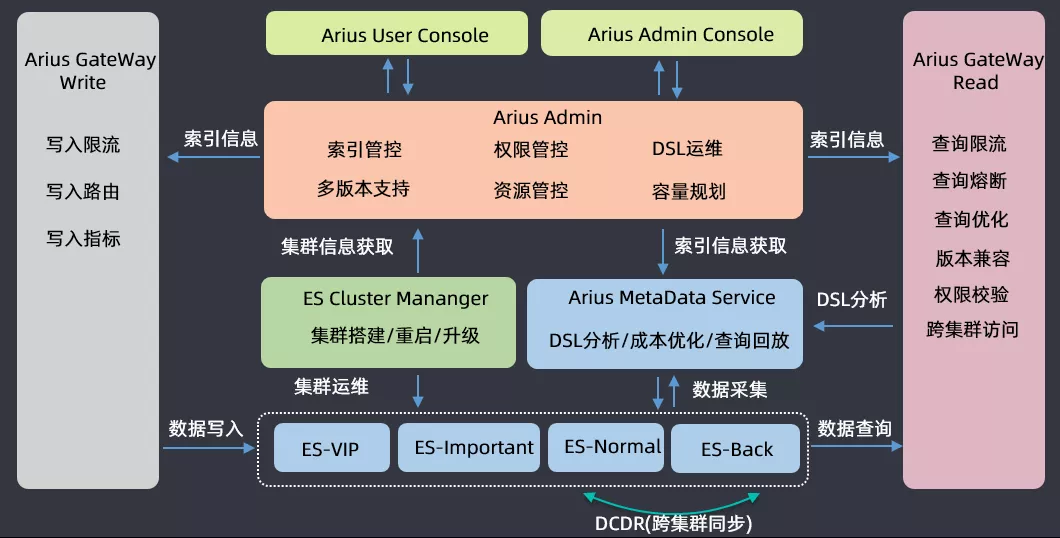 Arius GateWay
Write
写入限流
写入路由
写入指标
Arius User Console
Arius Admin Console
索引信息
Arius Admin
索引管控
权限管控
DSL运维
多版本支持
资源管控
容量规划
索引信息
集群信息获取
索引信息获取
ES Cluster Mananger
集群搭建/重启/升级
Arius MetaData Service
DSL分析/成本优化/查询回放
DSL分析
集群运维
数据采集
数据写入
ES-VIP
ES-Important
ES-Normal
ES-Back
数据查询
DCDR(跨集群同步)
Arius GateWay
Read
查询限流
查询熔断
查询优化
版本兼容
权限校验
跨集群访问